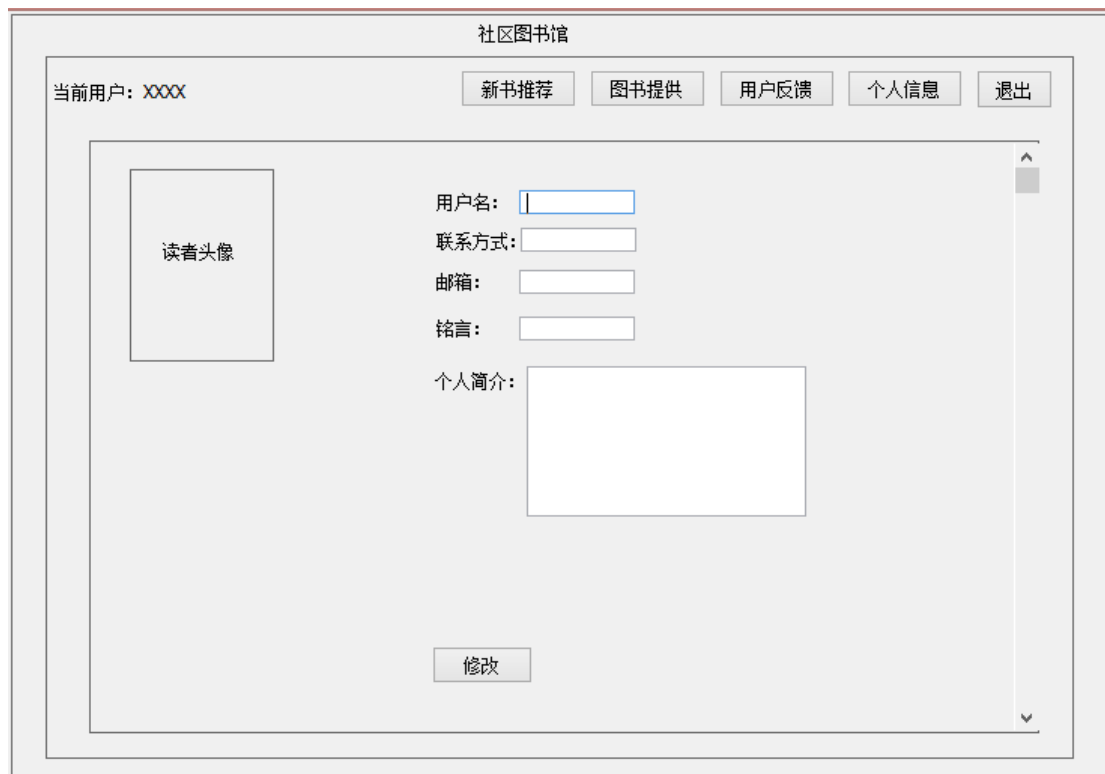 社区图书馆
当前用户：XXXX 新书推荐 图书提供 用户反馈 个人信息 退出
读者头像
用户名：
联系方式：
邮箱：
铭言：
个人简介：
修改